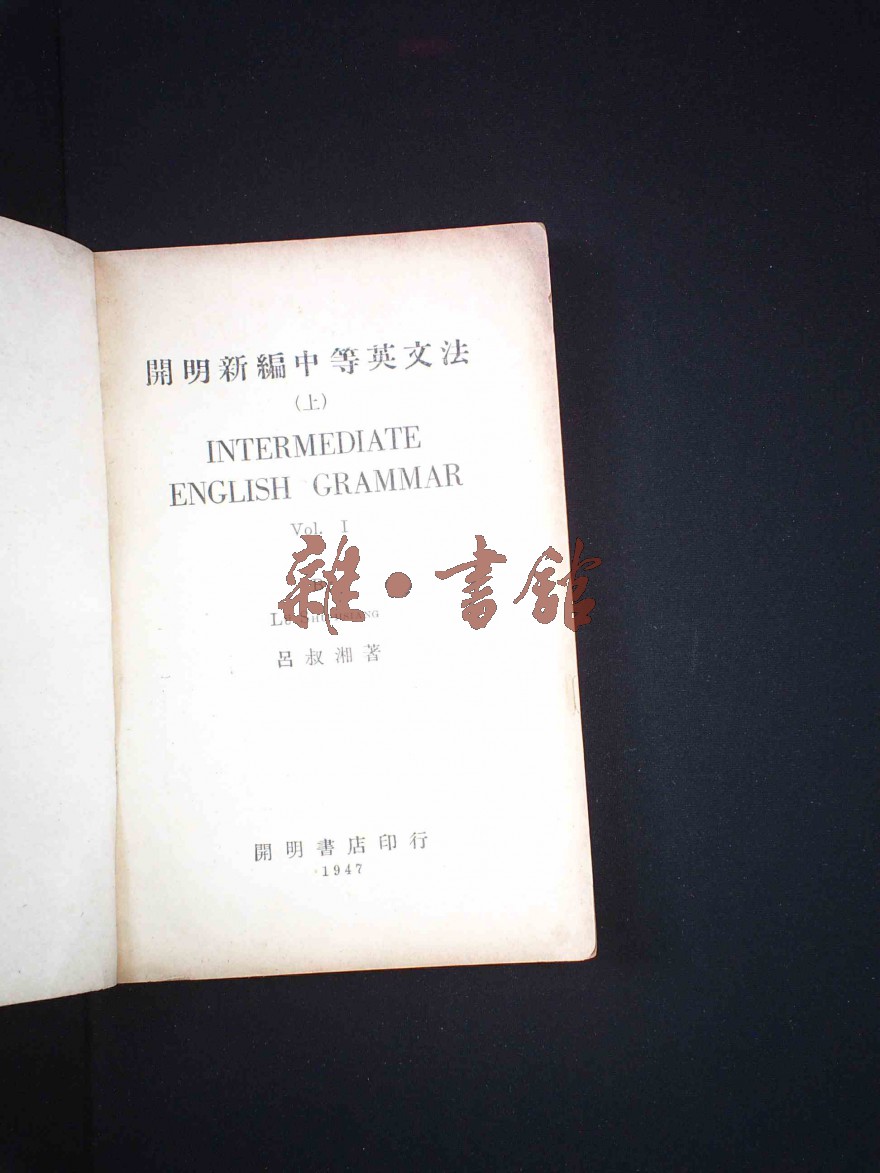 開明新編中等英文法
(上)
INTERMEDIATE
ENGLISH GRAMMAR
Vol. I
雜·書館
呂叔湘著
開明書店印行
1947